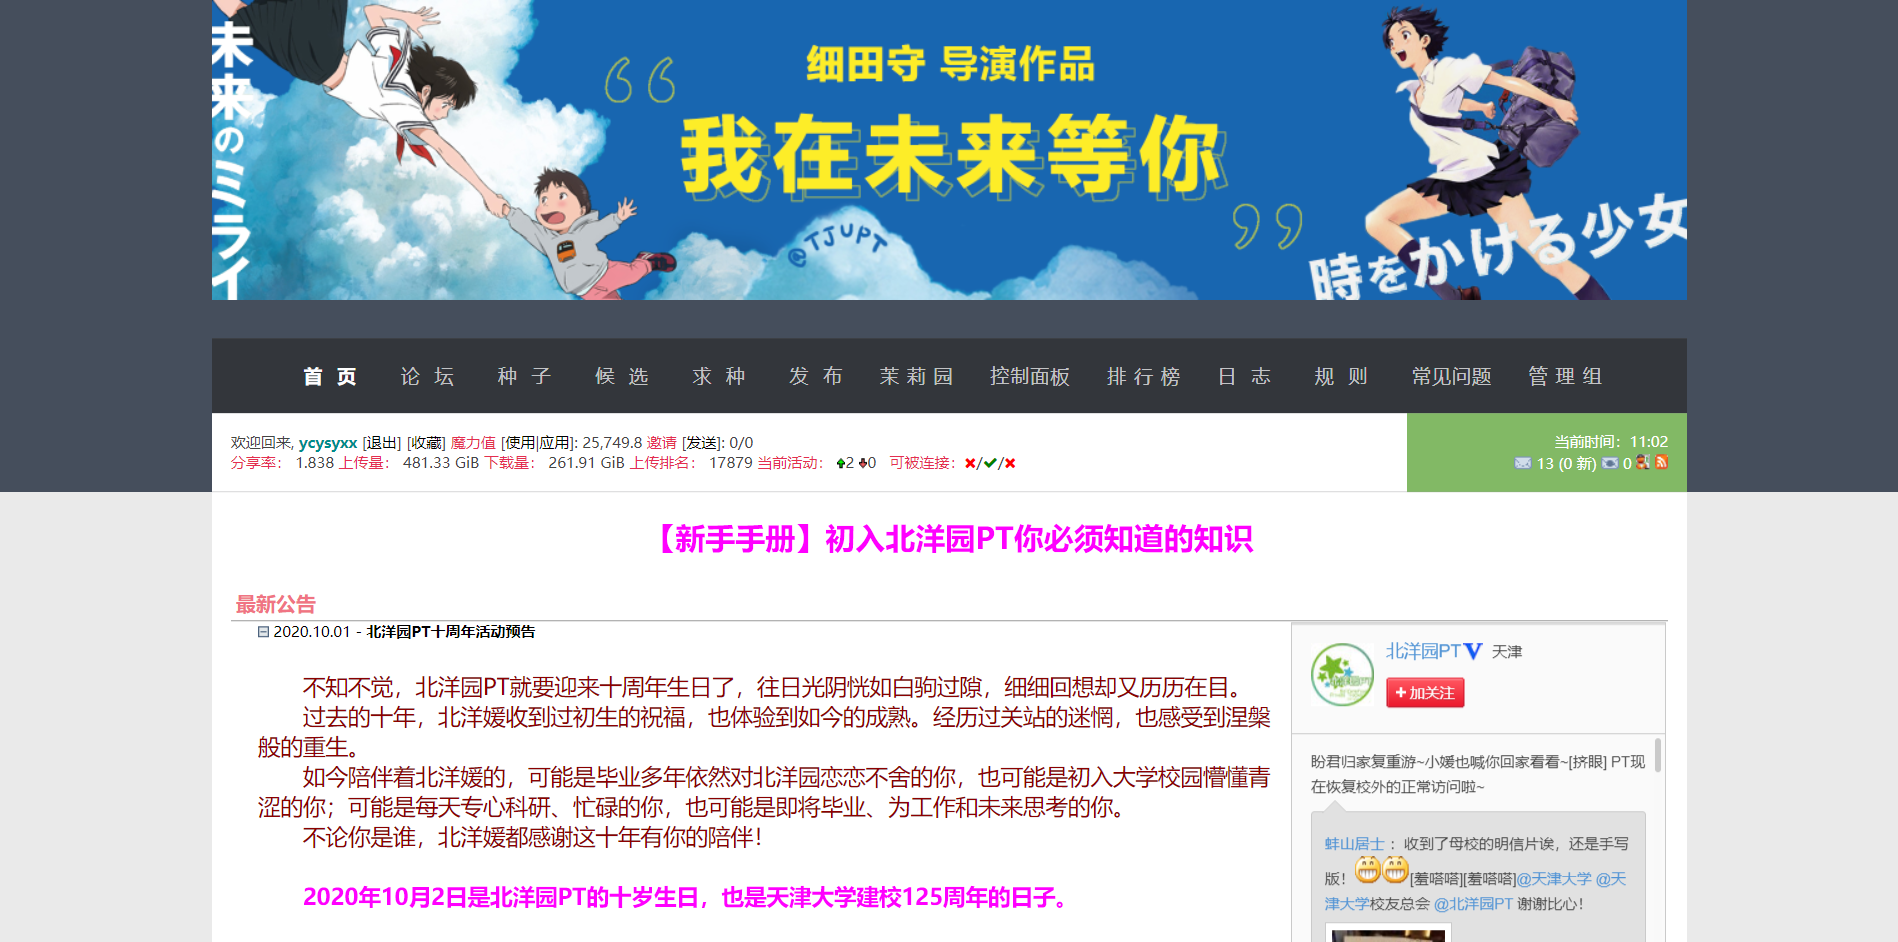 未来のミライ
細田守 导演作品
“我在未来等你”
@TJUPT
時をかける少女
首 页 论 坛 种 子 候 选 求 种 发 布 茉 莉 园 控制面板 排 行 榜 日 志 规 则 常见问题 管 理 组
欢迎回来, ycysyxx [退出] [收藏] 魔力值 [使用|应用]: 25,749.8 邀请 [发送]: 0/0
分享率： 1.838 上传量： 481.33 GiB 下载量： 261.91 GiB 上传排名： 17879 当前活动： 2 0 可被连接：✖/✔/✖
当前时间：11:02
13 (0 新) 0
【新手手册】初入北洋园PT你必须知道的知识
最新公告
2020.10.01 - 北洋园PT十周年活动预告
不知不觉，北洋园PT就要迎来十周年生日了，往日光阴恍如白驹过隙，细细回想却又历历在目。
过去的十年，北洋媛收到过初生的祝福，也体验到如今的成熟。经历过关站的迷惘，也感受到涅槃
般的重生。
如今陪伴着北洋媛的，可能是毕业多年依然对北洋园恋恋不舍的你，也可能是初入大学校园懵懂青
涩的你；可能是每天专心科研、忙碌的你，也可能是即将毕业、为工作和未来思考的你。
不论你是谁，北洋媛都感谢这十年有你的陪伴！
2020年10月2日是北洋园PT的十岁生日，也是天津大学建校125周年的日子。
北洋园PT V 天津
+ 加关注
盼君归家复重游~小媛也喊你回家看看~[挤眼] PT现
在恢复校外的正常访问啦~
蚌山居士 ：收到了母校的明信片诶，还是手写
版！[羞嗒嗒][羞嗒嗒]@天津大学 @天
津大学校友总会 @北洋园PT 谢谢比心！